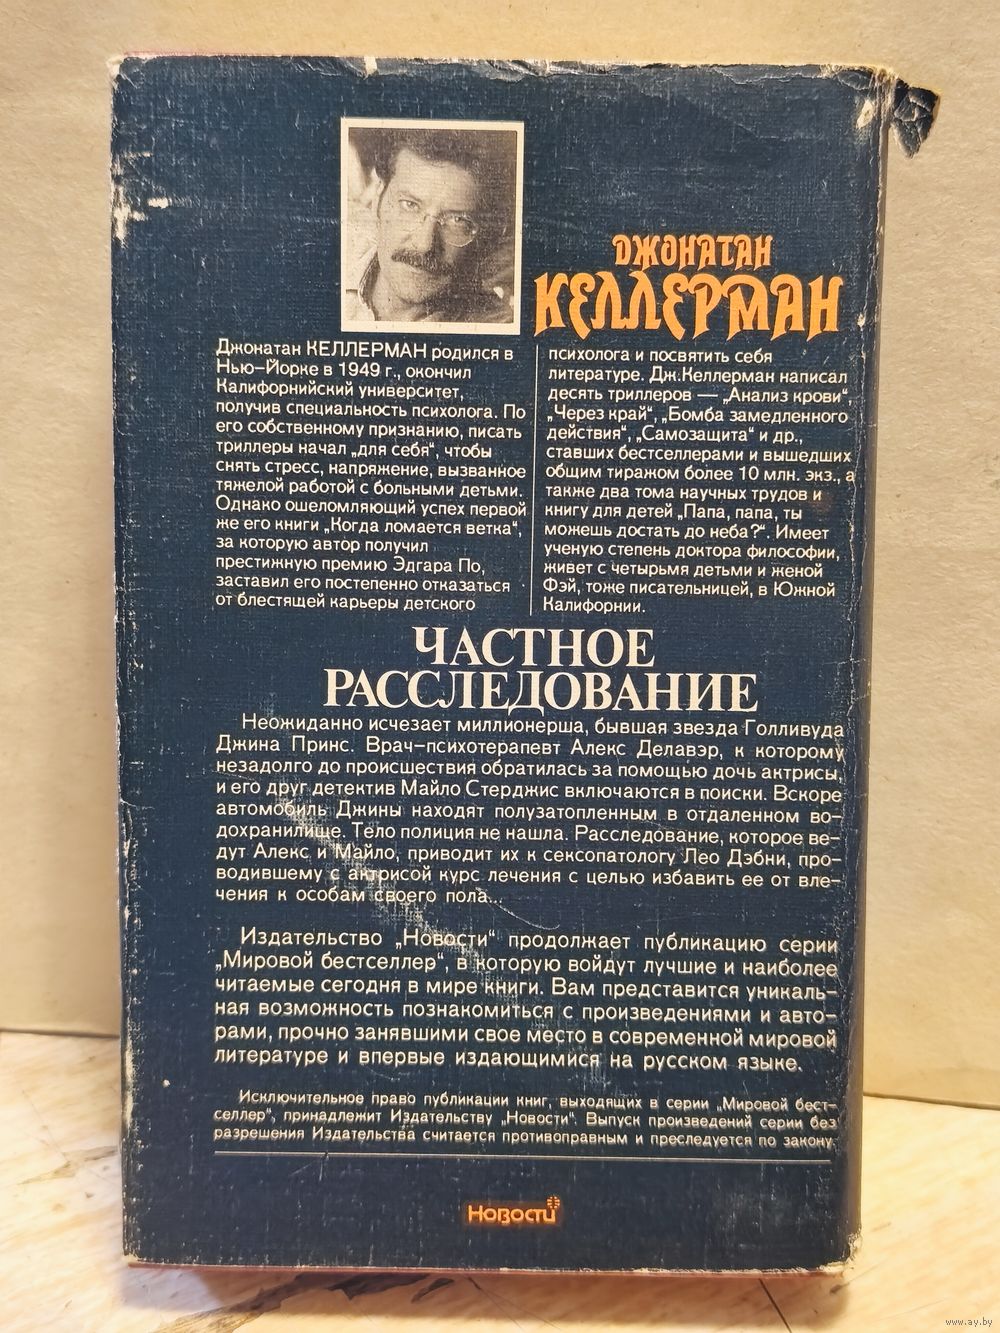 ДЖОНАТАН
КЕЛЛЕРМАН
Джонатан КЕЛЛЕРМАН родился в
Нью-Йорке в 1949 г., окончил
Калифорнийский университет,
получив специальность психолога. По
его собственному признанию, писать
триллеры начал „для себя“, чтобы
снять стресс, напряжение, вызванное
тяжелой работой с больными детьми.
Однако ошеломляющий успех первой
же его книги „Когда ломается ветка“,
за которую автор получил
престижную премию Эдгара По,
заставил его постепенно отказаться
от блестящей карьеры детского
психолога и посвятить себя
литературе. Дж.Келлерман написал
десять триллеров — „Анализ крови“,
„Через край“, „Бомба замедленного
действия“, „Самозащита“ и др.,
ставших бестселлерами и вышедших
общим тиражом более 10 млн. экз., а
также два тома научных трудов и
книгу для детей „Папа, папа, ты
можешь достать до неба?“. Имеет
ученую степень доктора философии,
живет с четырьмя детьми и женой
Фэй, тоже писательницей, в Южной
Калифорнии.
ЧАСТНОЕ
РАССЛЕДОВАНИЕ
Неожиданно исчезает миллионерша, бывшая звезда Голливуда
Джина Принс. Врач-психотерапевт Алекс Делавэр, к которому
незадолго до происшествия обратилась за помощью дочь актрисы,
и его друг детектив Майло Стерджис включаются в поиски. Вскоре
автомобиль Джины находят полузатопленным в отдаленном во-
дохранилище. Тело полиция не нашла. Расследование, которое ве-
дут Алекс и Майло, приводит их к сексопатологу Лео Дэбни, про-
водившему с актрисой курс лечения с целью избавить ее от вле-
чения к особам своего пола...
Издательство „Новости“ продолжает публикацию серии
„Мировой бестселлер“, в которую войдут лучшие и наиболее
читаемые сегодня в мире книги. Вам представится уникаль-
ная возможность познакомиться с произведениями и авто-
рами, прочно занявшими свое место в современной мировой
литературе и впервые издающимися на русском языке.
Исключительное право публикации книг, выходящих в серии „Мировой бест-
селлер“, принадлежит Издательству „Новости“. Выпуск произведений серии без
разрешения Издательства считается противоправным и преследуется по закону
Новости
www.ay.by